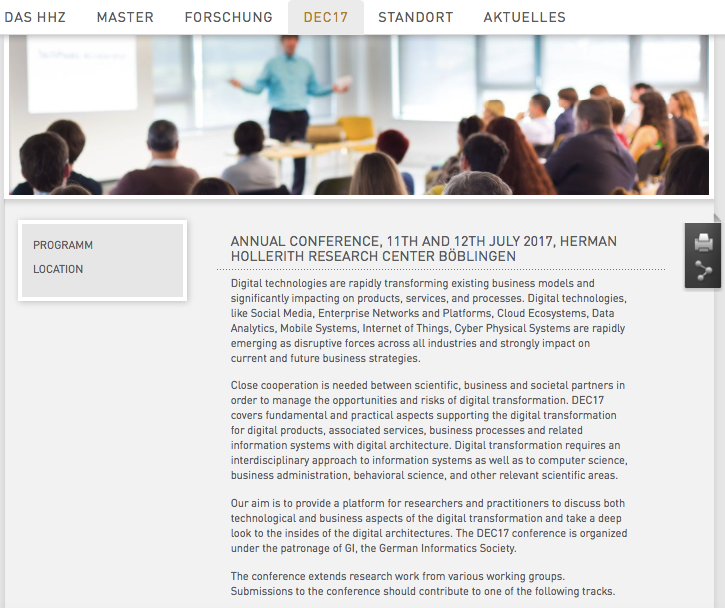 DAS HHZ MASTER FORSCHUNG DEC17 STANDORT AKTUELLES
PROGRAMM
LOCATION
ANNUAL CONFERENCE, 11TH AND 12TH JULY 2017, HERMAN
HOLLERITH RESEARCH CENTER BÖBLINGEN
Digital technologies are rapidly transforming existing business models and
significantly impacting on products, services, and processes. Digital technologies,
like Social Media, Enterprise Networks and Platforms, Cloud Ecosystems, Data
Analytics, Mobile Systems, Internet of Things, Cyber Physical Systems are rapidly
emerging as disruptive forces across all industries and strongly impact on
current and future business strategies.
Close cooperation is needed between scientific, business and societal partners in
order to manage the opportunities and risks of digital transformation. DEC17
covers fundamental and practical aspects supporting the digital transformation
for digital products, associated services, business processes and related
information systems with digital architecture. Digital transformation requires an
interdisciplinary approach to information systems as well as to computer science,
business administration, behavioral science, and other relevant scientific areas.
Our aim is to provide a platform for researchers and practitioners to discuss both
technological and business aspects of the digital transformation and take a deep
look to the insides of the digital architectures. The DEC17 conference is organized
under the patronage of GI, the German Informatics Society.
The conference extends research work from various working groups.
Submissions to the conference should contribute to one of the following tracks.